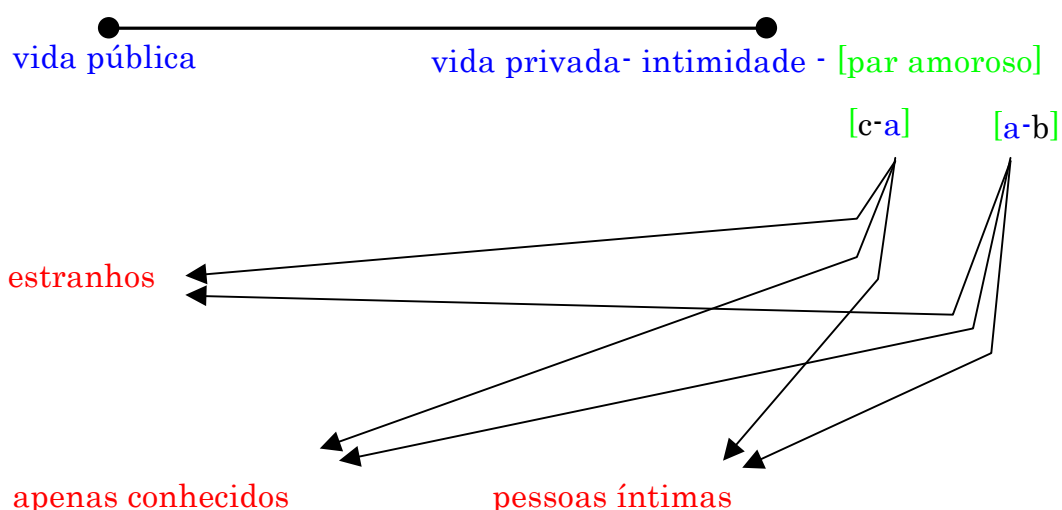 vida pública
vida privada- intimidade - [par amoroso]
[c-a] [a-b]
estranhos
apenas conhecidos
pessoas íntimas